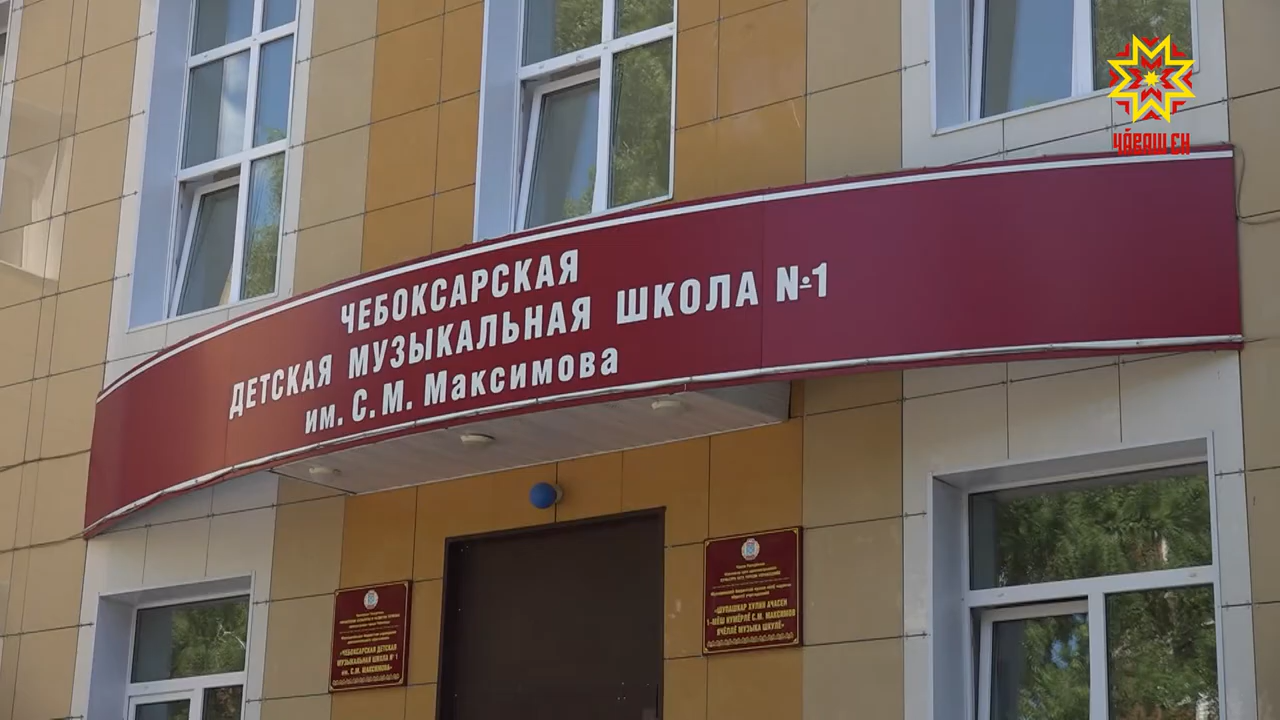 ЧӐВАШ ЕН
ЧЕБОКСАРСКАЯ
ДЕТСКАЯ МУЗЫКАЛЬНАЯ ШКОЛА №1
им. С.М. Максимова
«ЧЕБОКСАРСКАЯ ДЕТСКАЯ
МУЗЫКАЛЬНАЯ ШКОЛА № 1
им. С.М. МАКСИМОВА»
«ШУПАШКАР ХУЛИН АЧАСЕН
1-МӖШ НУМӖРЛӖ С.М. МАКСИМОВ
ЯЧӖЛЛӖ МУЗЫКА ШКУЛӖ»